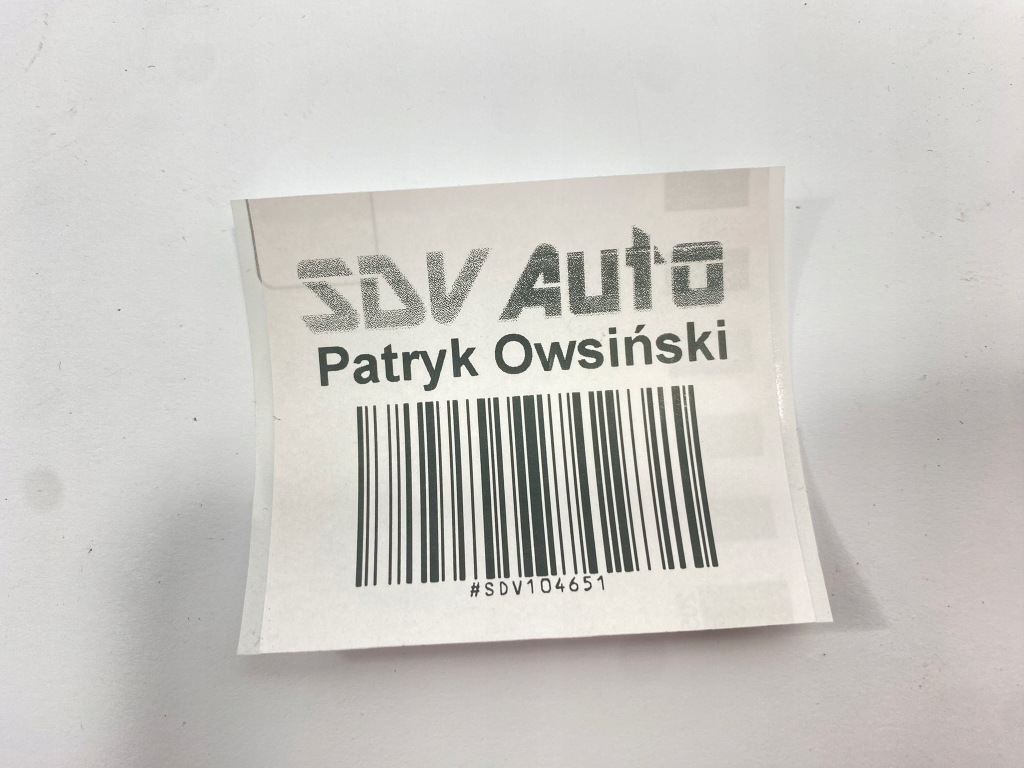 SDV Auto
Patryk Owsiński
#SDV104651